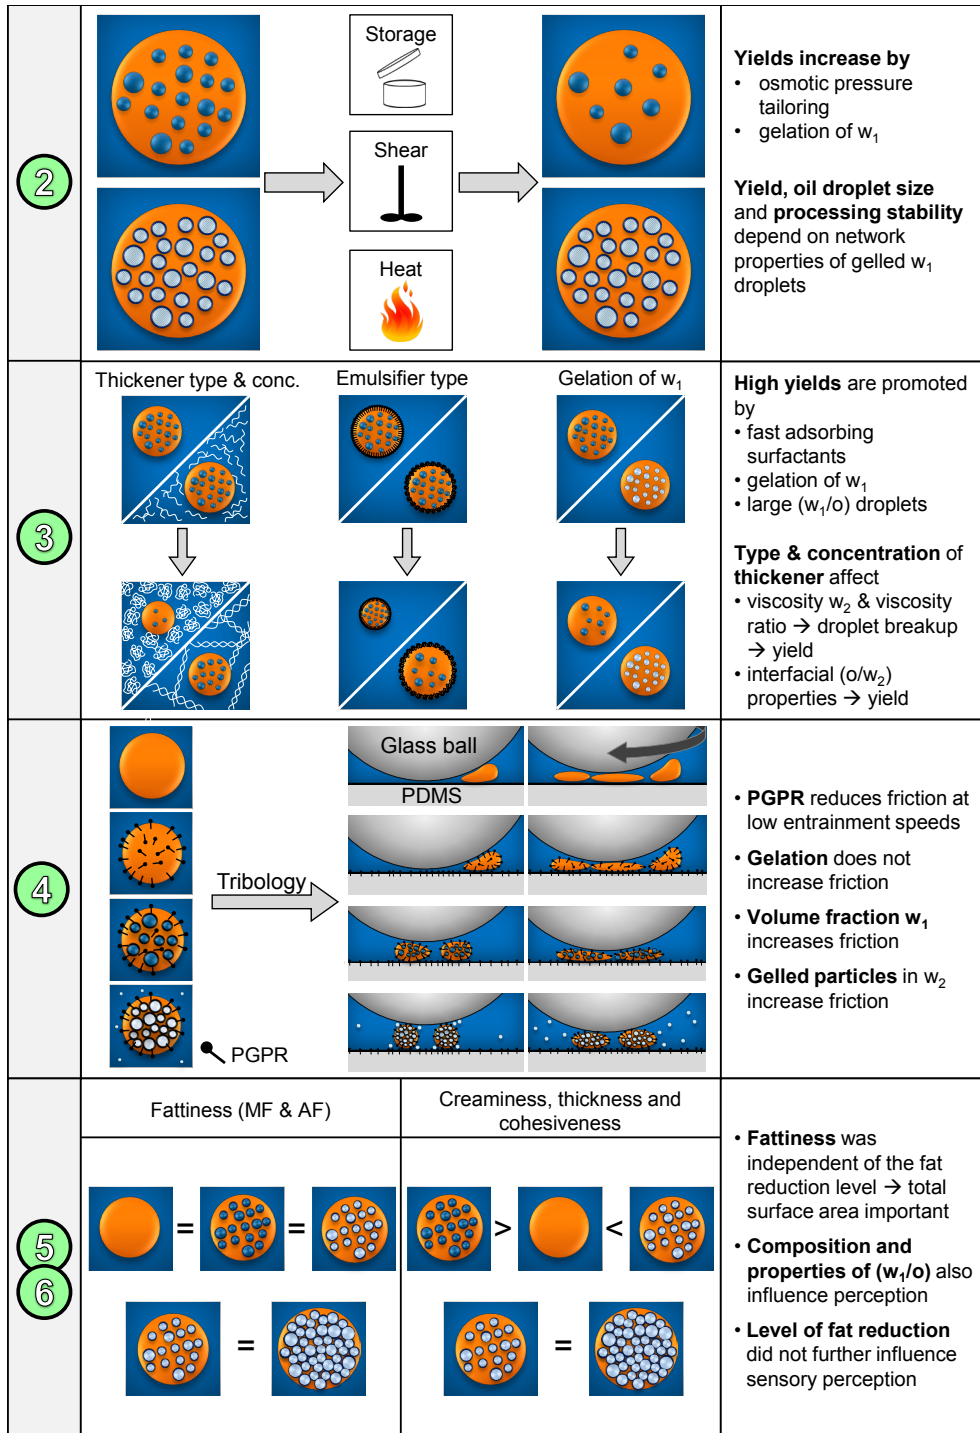 2
Storage
Shear
Heat
Yields increase by
• osmotic pressure
tailoring
• gelation of w₁
Yield, oil droplet size
and processing stability
depend on network
properties of gelled w₁
droplets
3
Thickener type & conc.
Emulsifier type
Gelation of w₁
High yields are promoted
by
• fast adsorbing
surfactants
• gelation of w₁
• large (w₁/o) droplets
Type & concentration of
thickener affect
• viscosity w₂ & viscosity
ratio → droplet breakup
→ yield
• interfacial (o/w₂)
properties → yield
4
PGPR
Tribology
Glass ball
PDMS
• PGPR reduces friction at
low entrainment speeds
• Gelation does not
increase friction
• Volume fraction w₁
increases friction
• Gelled particles in w₂
increase friction
5
6
Fattiness (MF & AF)
= =
=
Creaminess, thickness and
cohesiveness
> <
=
• Fattiness was
independent of the fat
reduction level → total
surface area important
• Composition and
properties of (w₁/o) also
influence perception
• Level of fat reduction
did not further influence
sensory perception